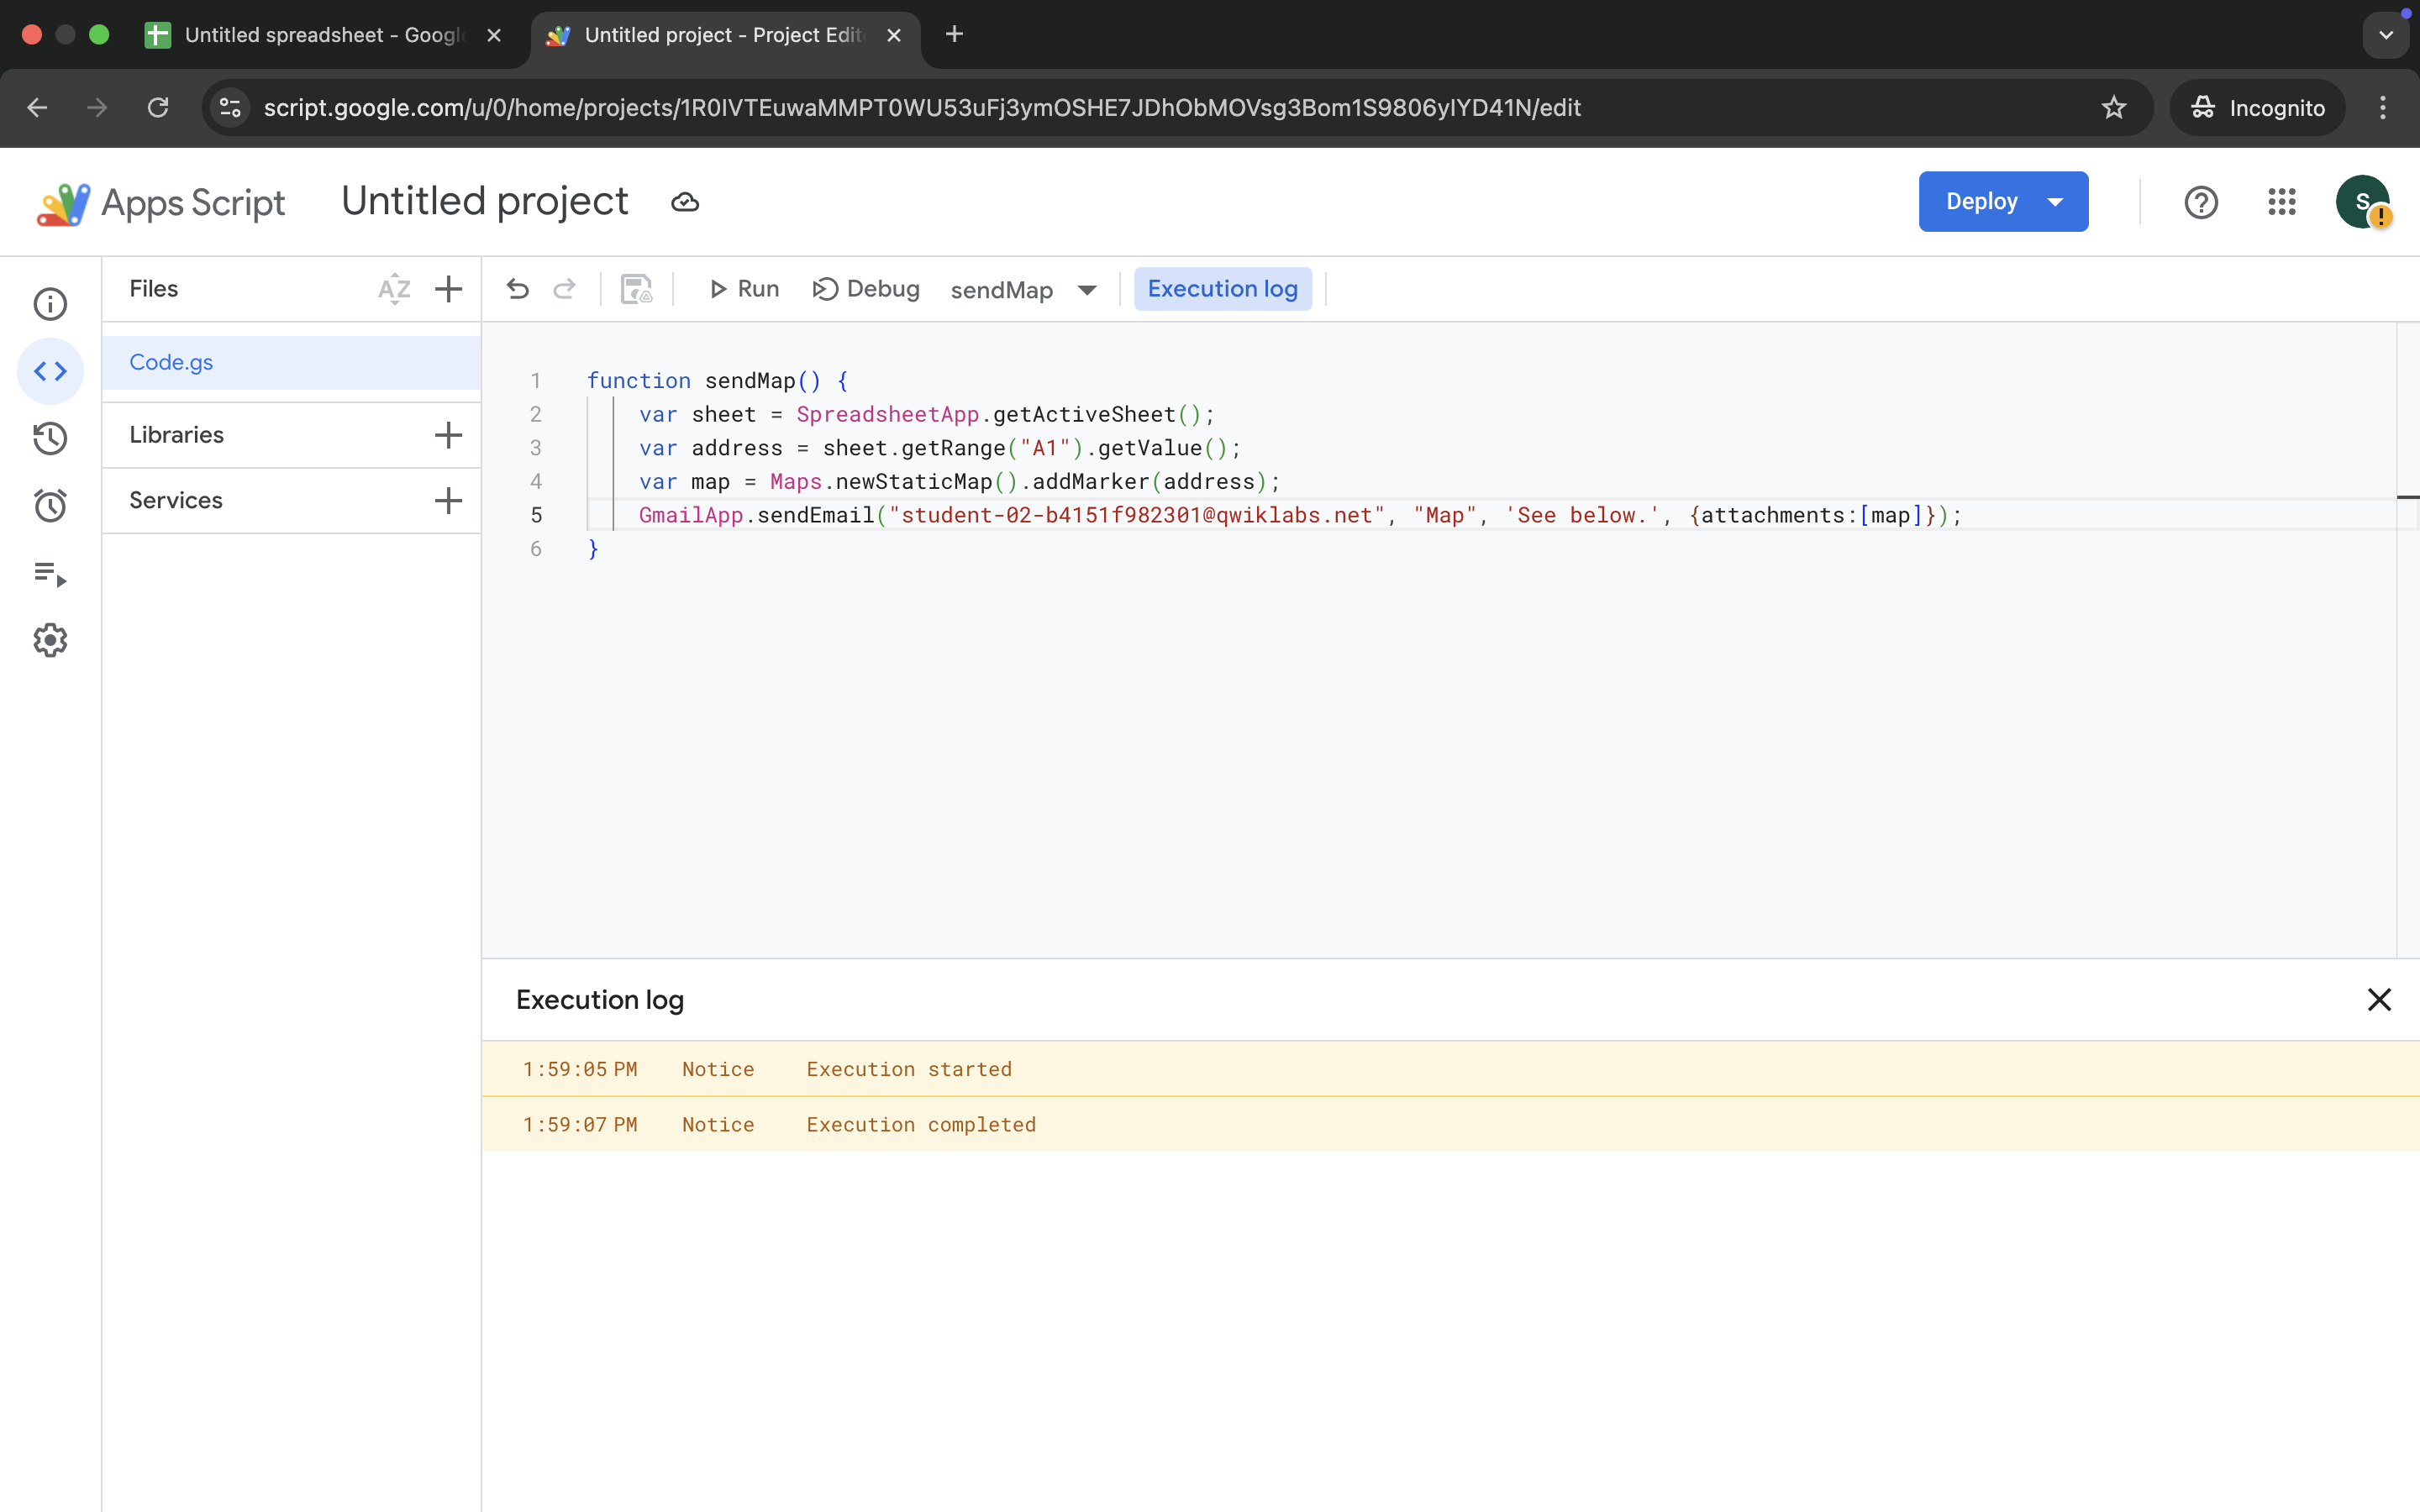 Untitled spreadsheet - Googl
Untitled project - Project Edit
script.google.com/u/0/home/projects/1R0IVTEuwaMMPT0WU53uFj3ymOSHE7JDhObMOVsg3Bom1S9806yIYD41N/edit
Incognito
Apps Script
Untitled project
Deploy
S
Files
AZ
Run
Debug
sendMap
Execution log
Code.gs
Libraries
Services
1 function sendMap() {
2 var sheet = SpreadsheetApp.getActiveSheet();
3 var address = sheet.getRange("A1").getValue();
4 var map = Maps.newStaticMap().addMarker(address);
5 GmailApp.sendEmail("student-02-b4151f982301@qwiklabs.net", "Map", 'See below.', {attachments:[map]});
6 }
Execution log
1:59:05 PM Notice Execution started
1:59:07 PM Notice Execution completed